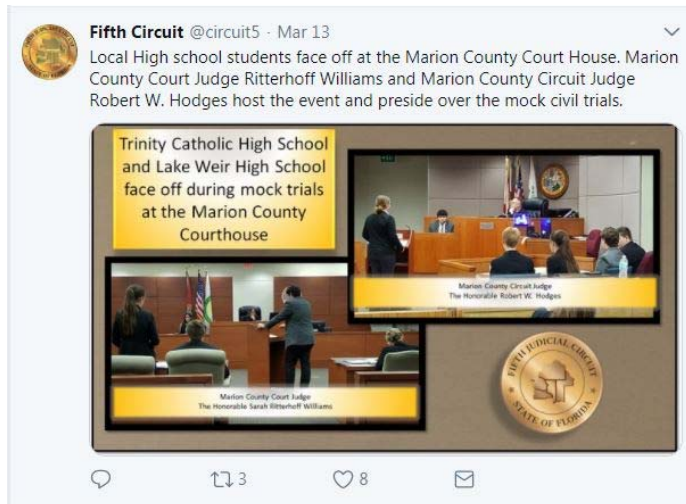 Fifth Circuit @circuit5 · Mar 13
Local High school students face off at the Marion County Court House. Marion
County Court Judge Ritterhoff Williams and Marion County Circuit Judge
Robert W. Hodges host the event and preside over the mock civil trials.
Trinity Catholic High School
and Lake Weir High School
face off during mock trials
at the Marion County
Courthouse
Marion County Circuit Judge
The Honorable Robert W. Hodges
Marion County Court Judge
The Honorable Sarah Ritterhoff Williams
FIFTH JUDICIAL CIRCUIT
STATE OF FLORIDA
3
8